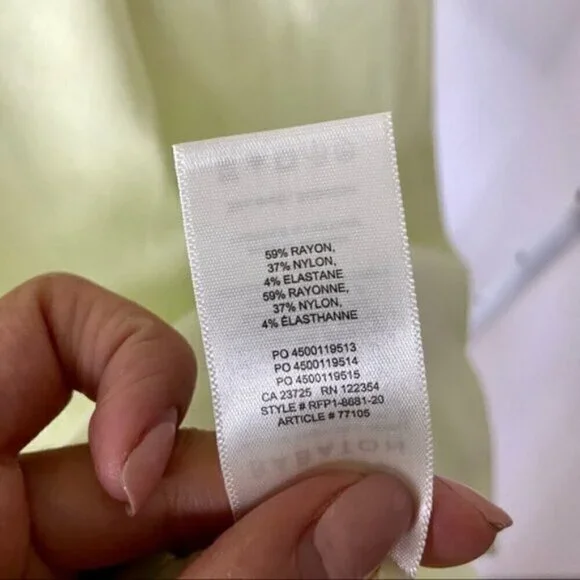 59% RAYON,
37% NYLON,
4% ELASTANE
59% RAYONNE,
37% NYLON,
4% ÉLASTHANNE
PO 4500119513
PO 4500119514
PO 4500119515
CA 23725 RN 122354
STYLE # RFP1-8681-20
ARTICLE # 77105
BABATON